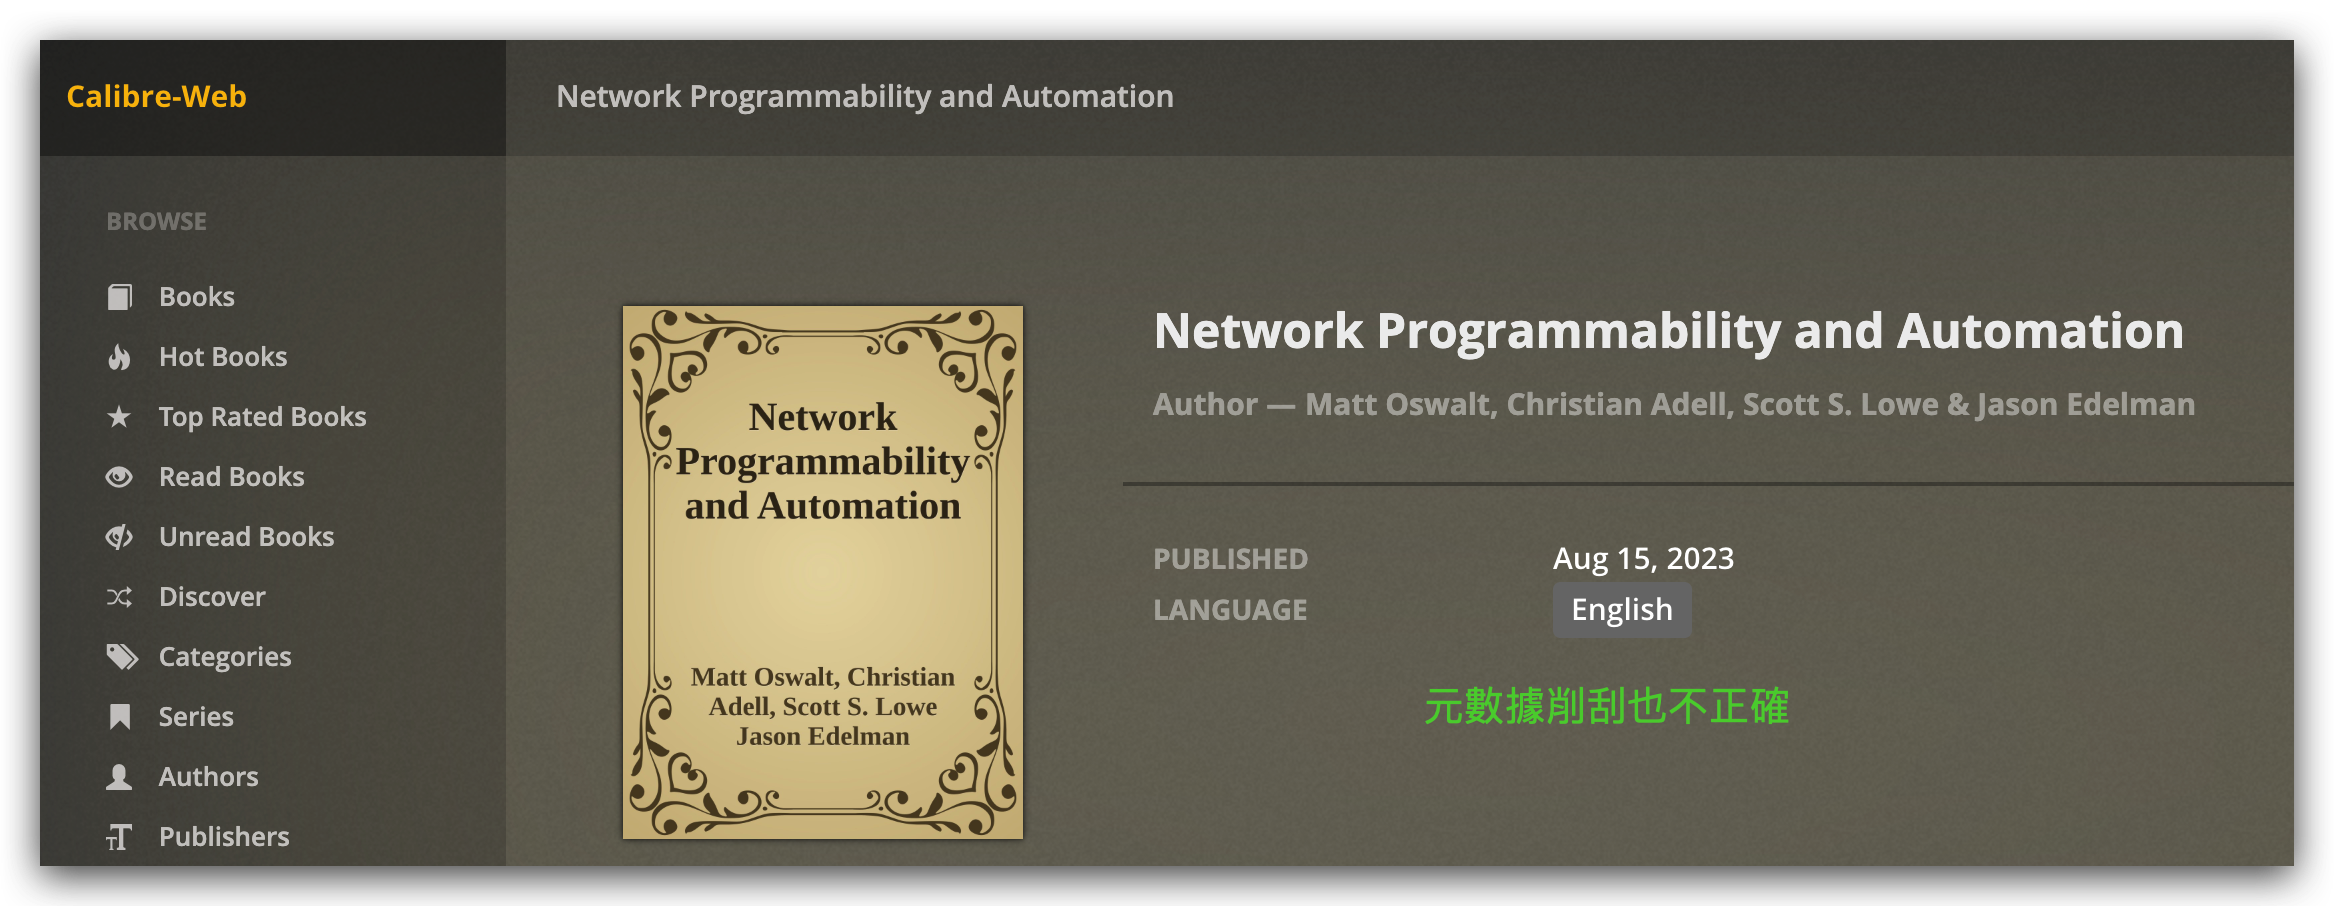 Calibre-Web
Network Programmability and Automation
BROWSE
Books
Hot Books
Top Rated Books
Read Books
Unread Books
Discover
Categories
Series
Authors
Publishers
Network
Programmability
and Automation
Matt Oswalt, Christian
Adell, Scott S. Lowe
Jason Edelman
Network Programmability and Automation
Author — Matt Oswalt, Christian Adell, Scott S. Lowe & Jason Edelman
PUBLISHED Aug 15, 2023
LANGUAGE English
元數據削刮也不正確